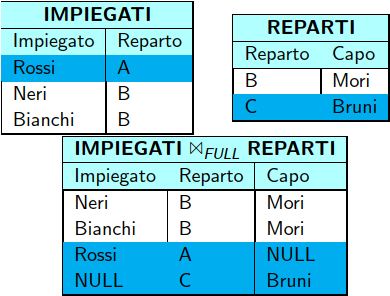 IMPIEGATI
Impiegato Reparto
Rossi A
Neri B
Bianchi B
REPARTI
Reparto Capo
B Mori
C Bruni
IMPIEGATI ⋈FULL REPARTI
Impiegato Reparto Capo
Neri B Mori
Bianchi B Mori
Rossi A NULL
NULL C Bruni